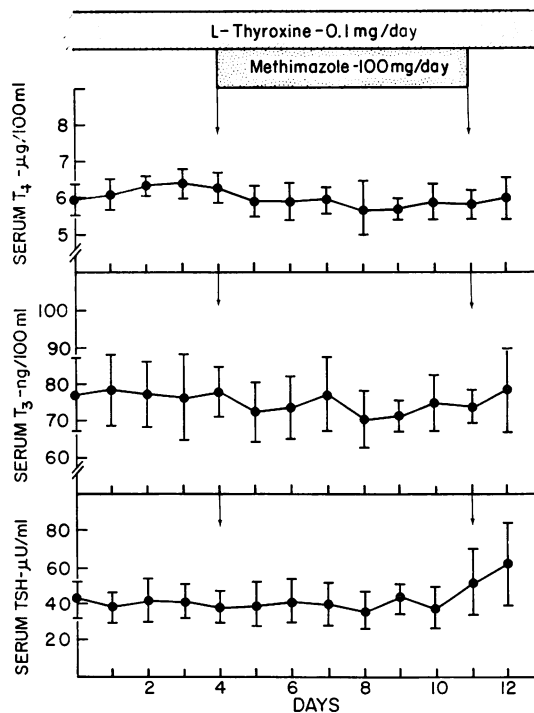 L-Thyroxine-0.1 mg/day
Methimazole-100 mg/day
SERUM T4 -µg/100ml
8
7
6
5
SERUM T3-ng/100ml
100
90
80
70
60
SERUM TSH-µU/ml
80
60
40
20
2 4 6 8 10 12
DAYS